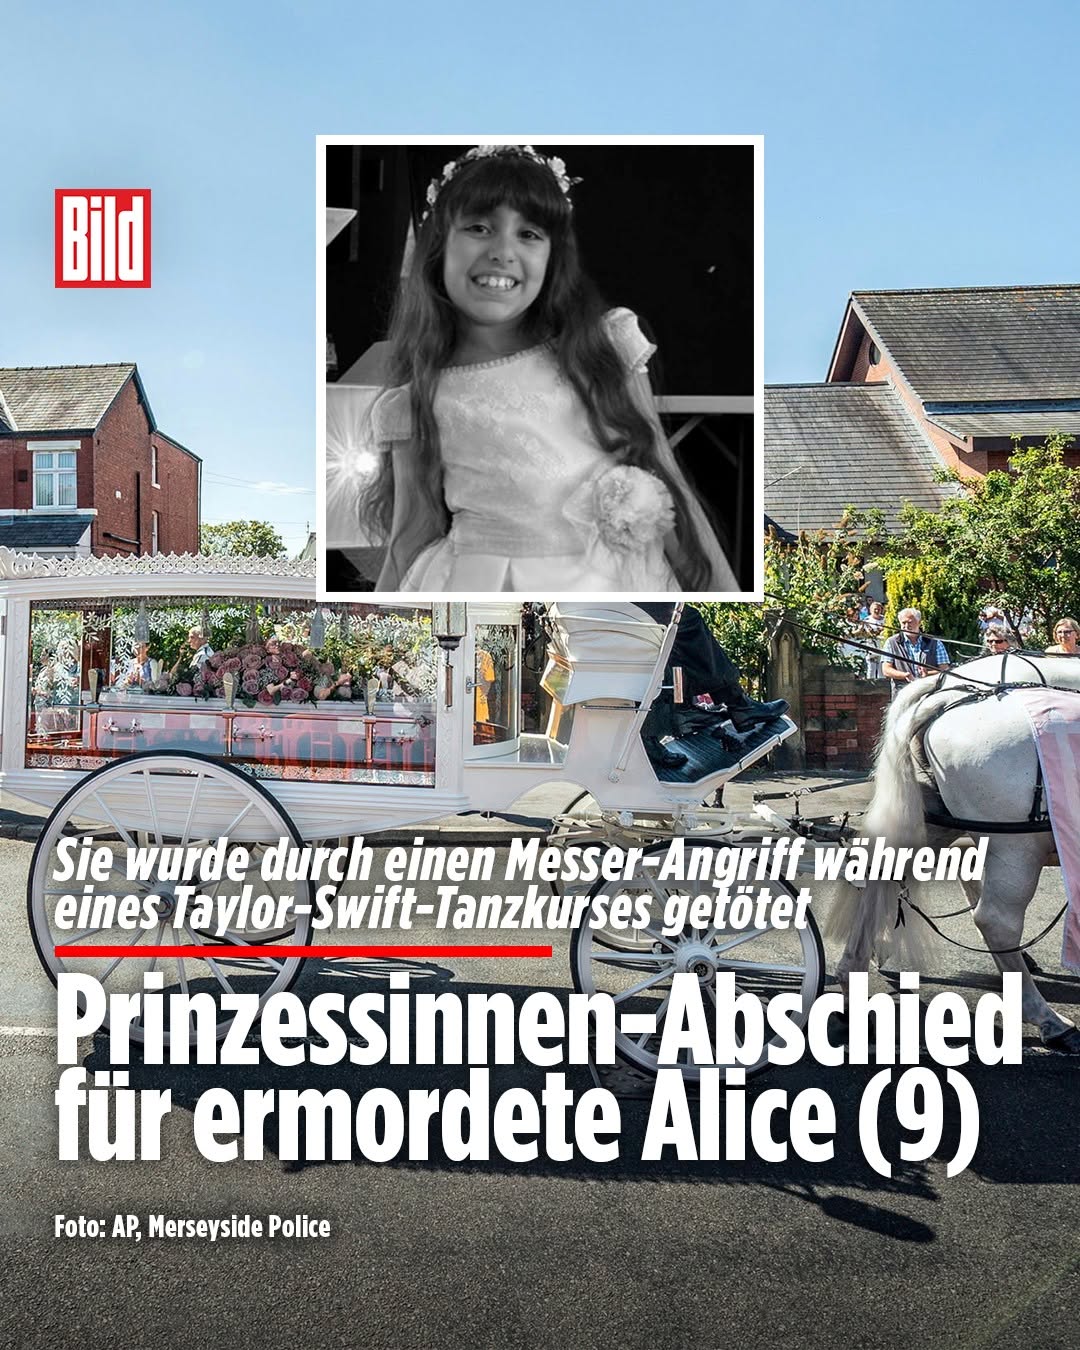 Bild
Sie wurde durch einen Messer-Angriff während
eines Taylor-Swift-Tanzkurses getötet
Prinzessinnen-Abschied
für ermordete Alice (9)
Foto: AP, Merseyside Police